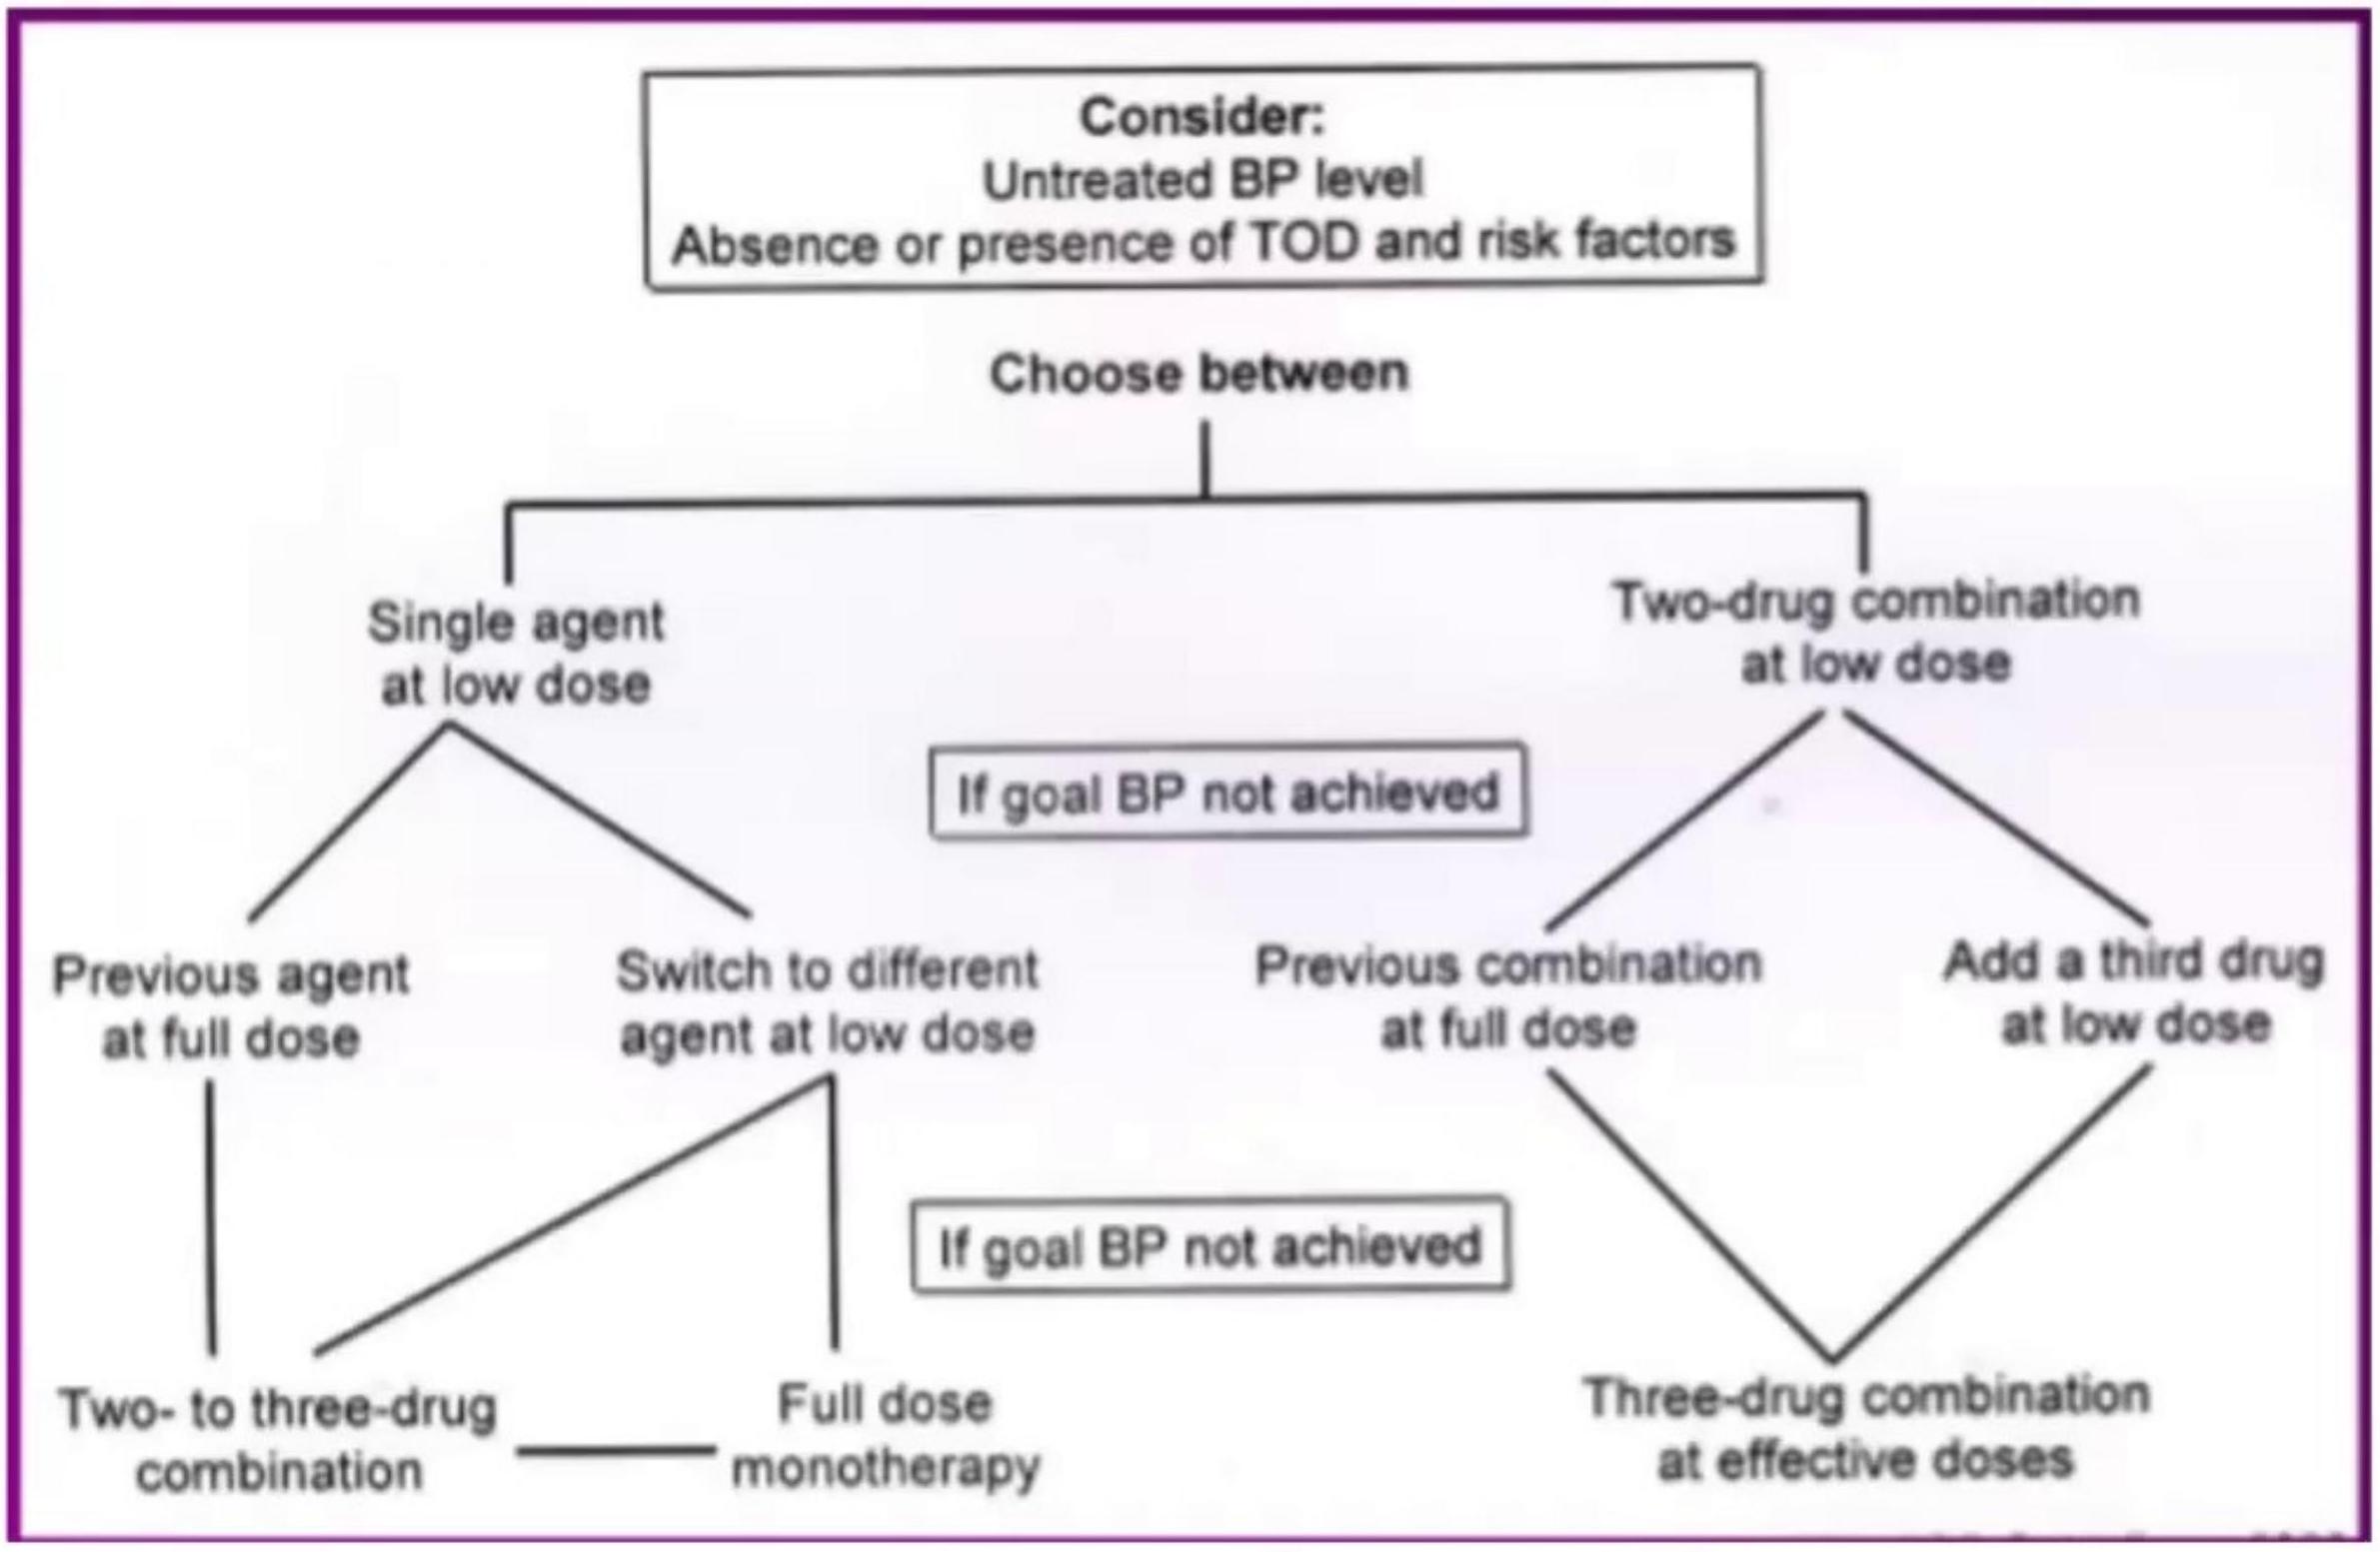 Consider:
Untreated BP level
Absence or presence of TOD and risk factors
Choose between
Single agent
at low dose
Two-drug combination
at low dose
If goal BP not achieved
Previous agent
at full dose
Switch to different
agent at low dose
Previous combination
at full dose
Add a third drug
at low dose
If goal BP not achieved
Two- to three-drug
combination
Full dose
monotherapy
Three-drug combination
at effective doses